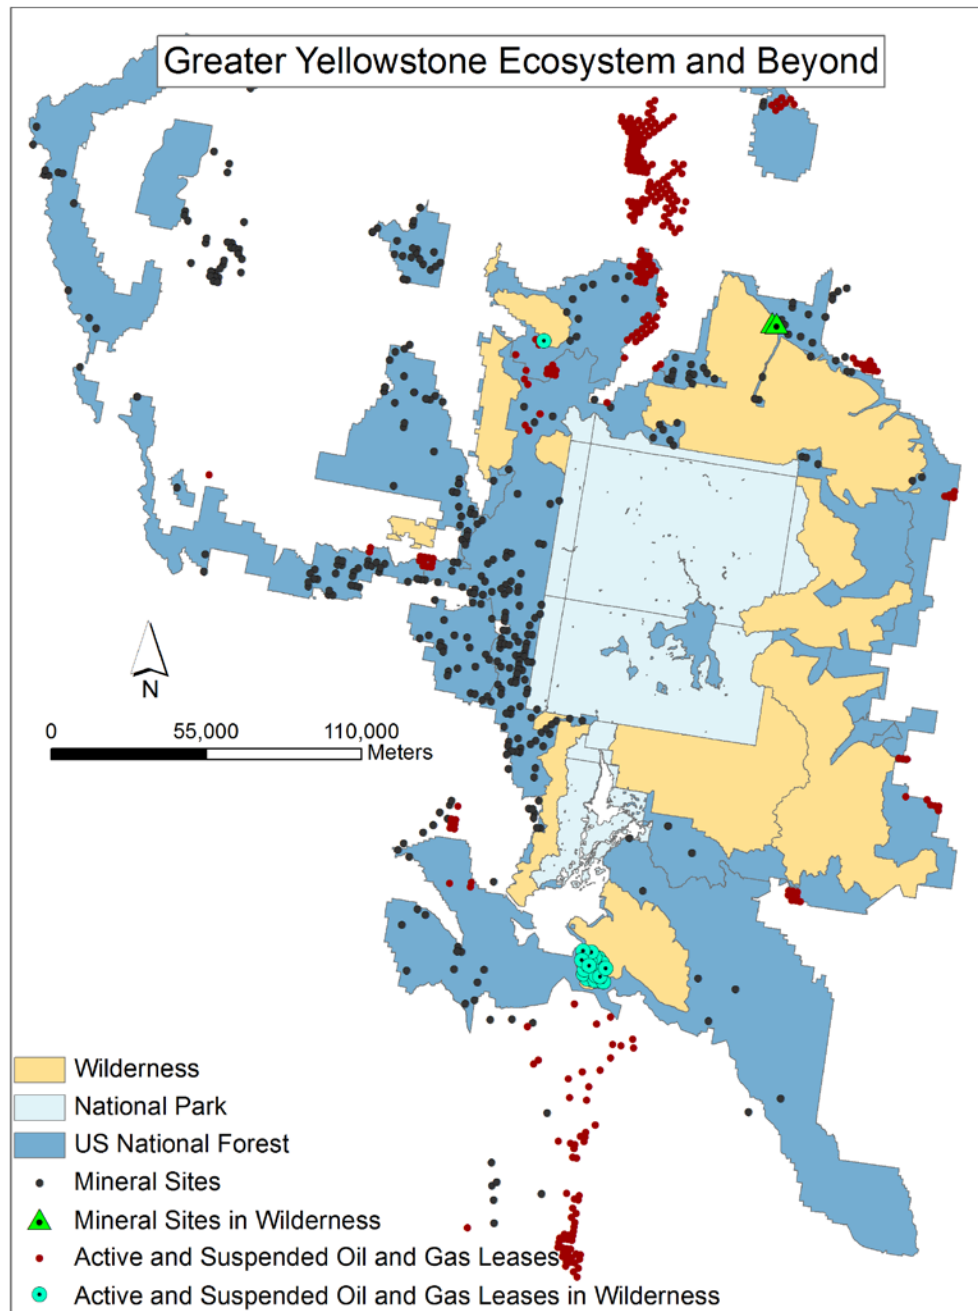 Greater Yellowstone Ecosystem and Beyond
N
0 55,000 110,000
Meters
Wilderness
National Park
US National Forest
Mineral Sites
Mineral Sites in Wilderness
Active and Suspended Oil and Gas Leases
Active and Suspended Oil and Gas Leases in Wilderness